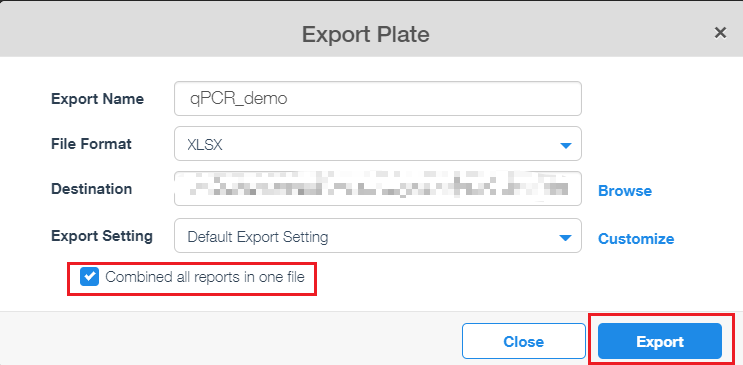 Export Plate ×
Export Name qPCR_demo
File Format XLSX
Destination Browse
Export Setting Default Export Setting Customize
Combined all reports in one file
Close Export